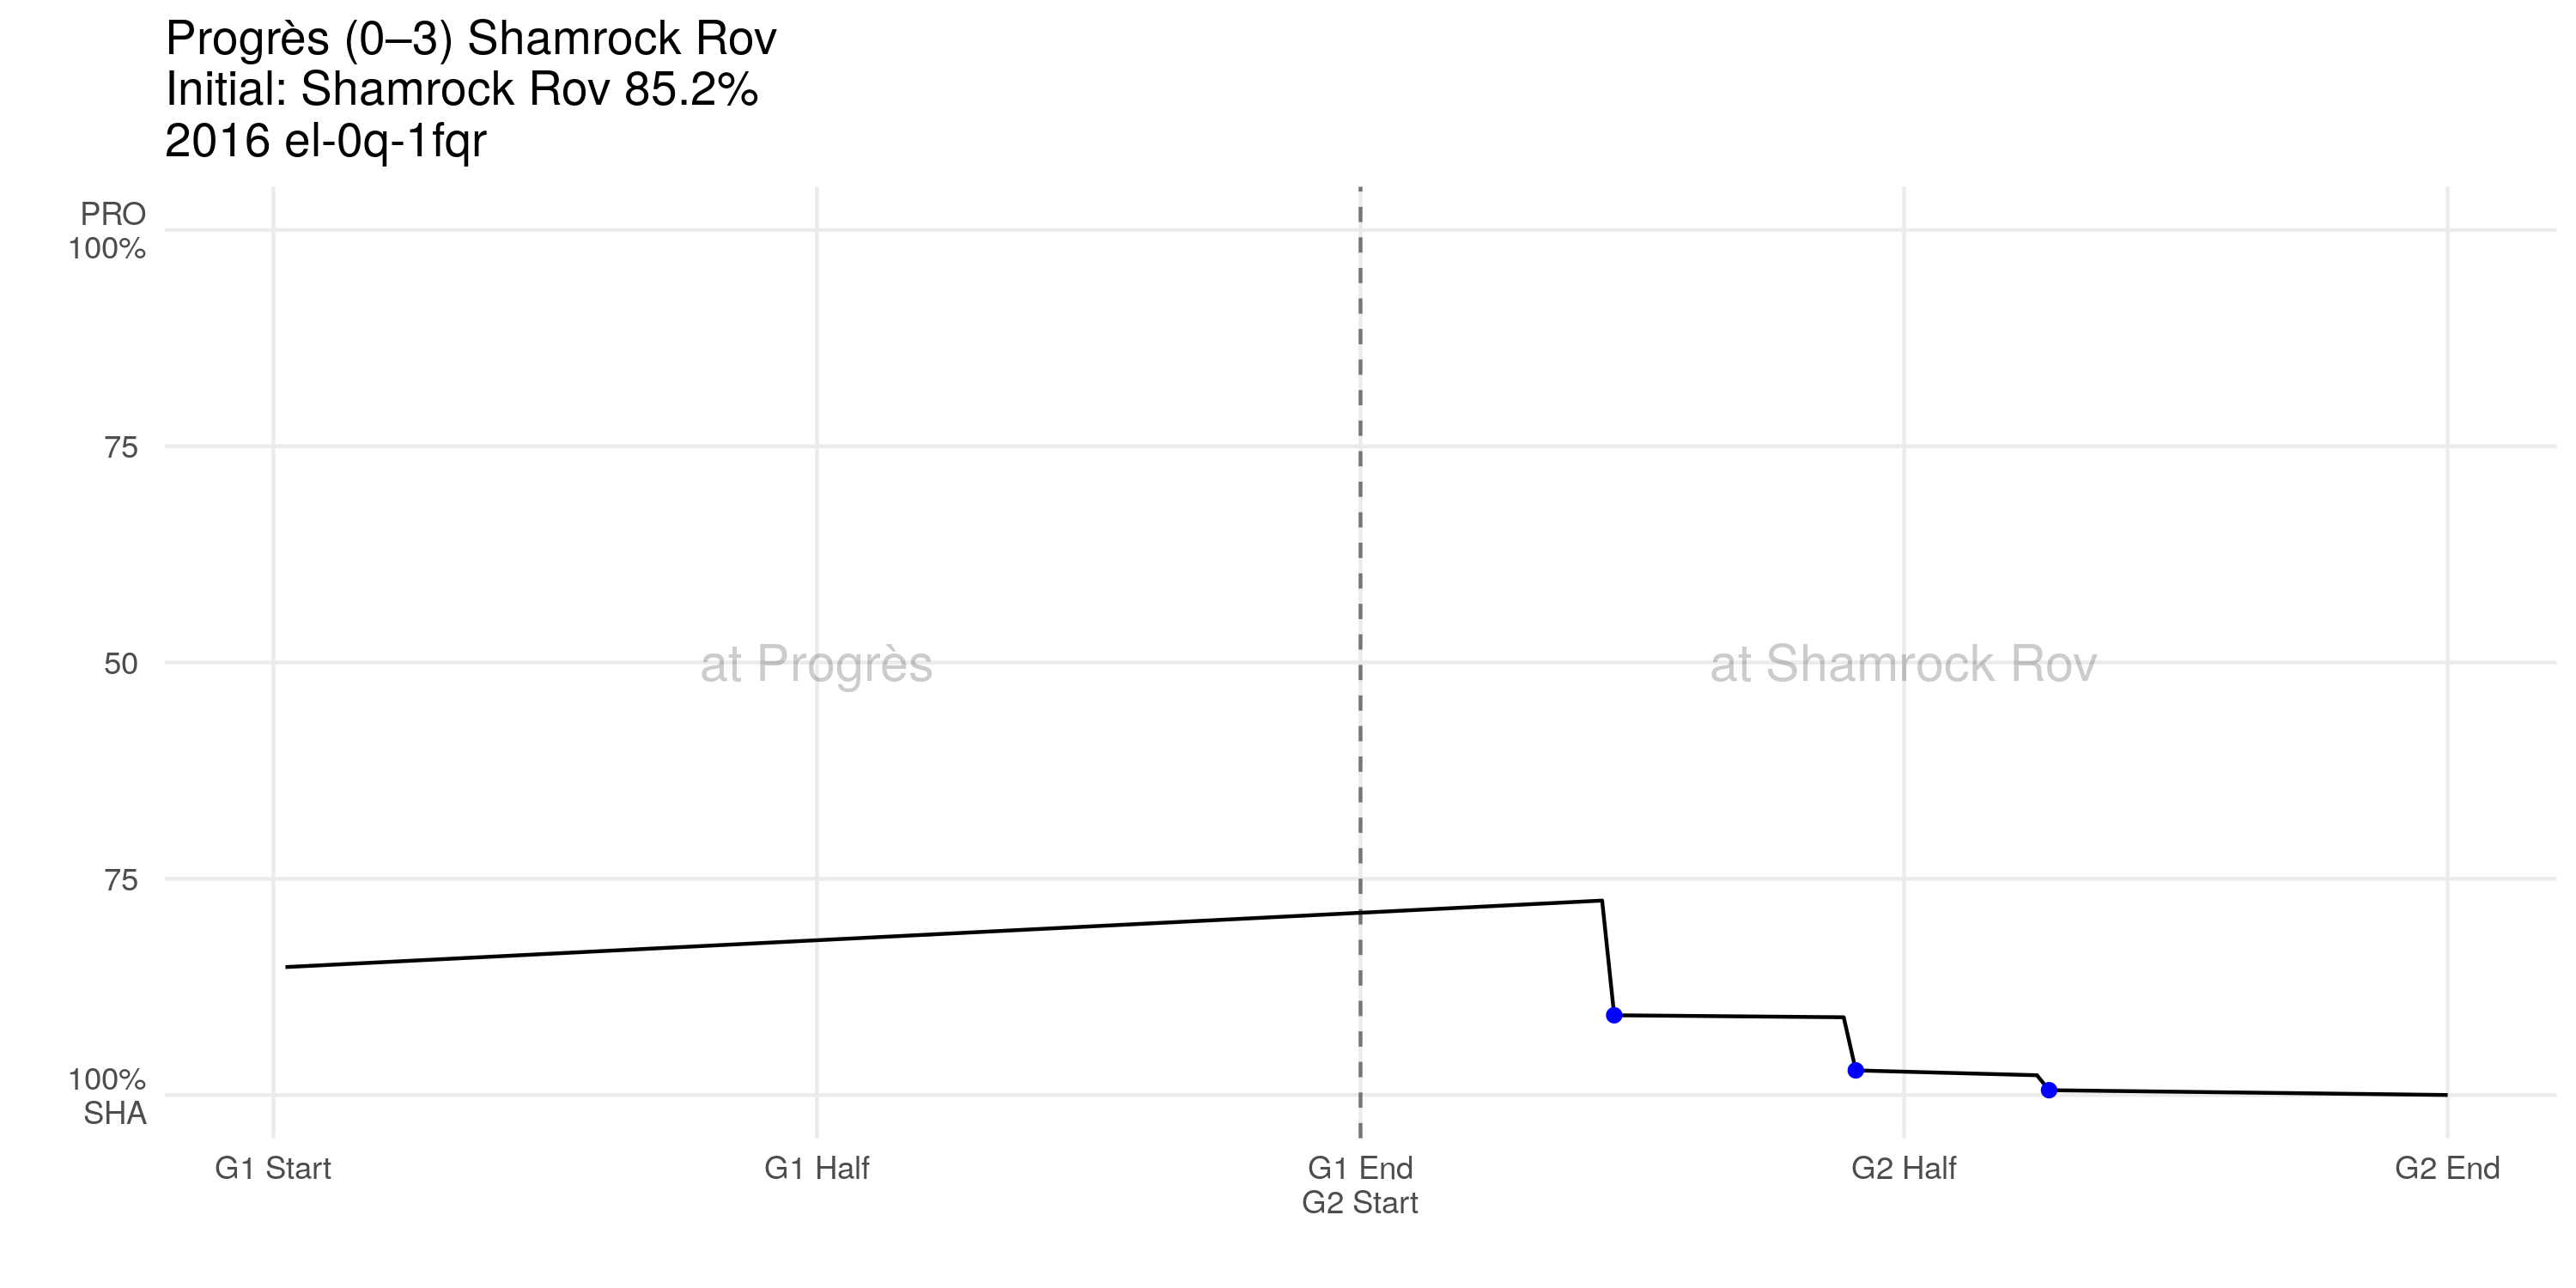 Progrès (0–3) Shamrock Rov
Initial: Shamrock Rov 85.2%
2016 el-0q-1fqr
PRO
100%
75
50
75
100%
SHA
at Progrès
at Shamrock Rov
G1 Start
G1 Half
G1 End
G2 Start
G2 Half
G2 End